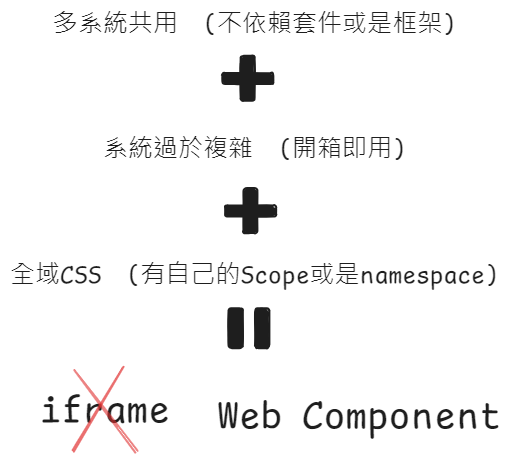 多系統共用 (不依賴套件或是框架)
系統過於複雜 (開箱即用)
全域CSS (有自己的Scope或是namespace)
iframe Web Component